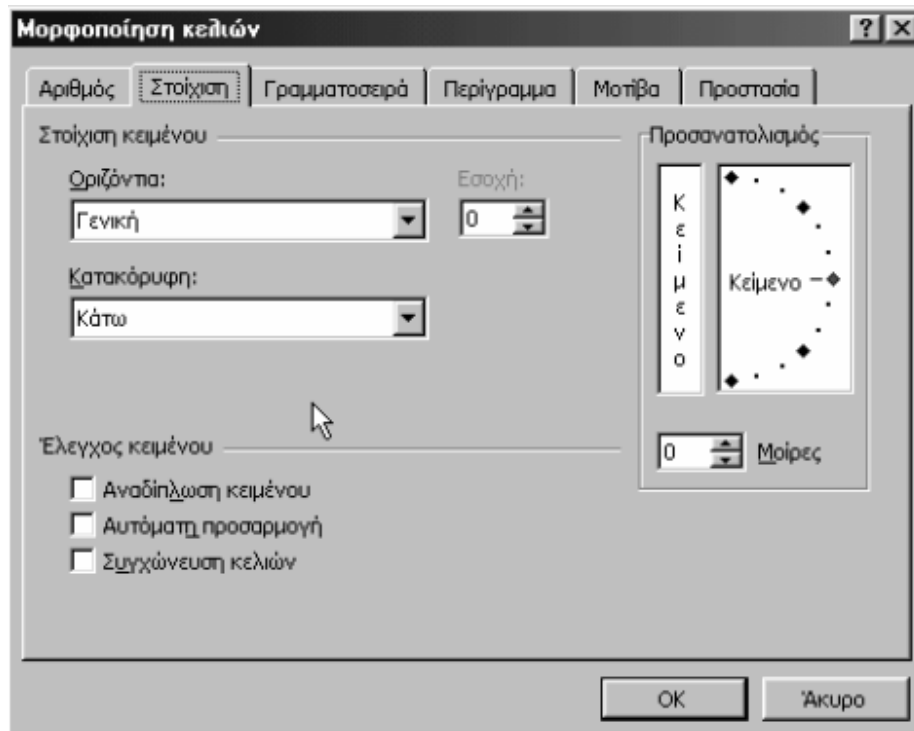 Μορφοποίηση κελιών
Αριθμός Στοίχιση Γραμματοσειρά Περίγραμμα Μοτίβα Προστασία
Στοίχιση κειμένου
Οριζόντια: Εσοχή:
Γενική 0
Κατακόρυφη:
Κάτω
Προσανατολισμός
Κείμενο
Κείμενο
0 Μοίρες
Έλεγχος κειμένου
Αναδίπλωση κειμένου
Αυτόματη προσαρμογή
Συγχώνευση κελιών
OK Άκυρο